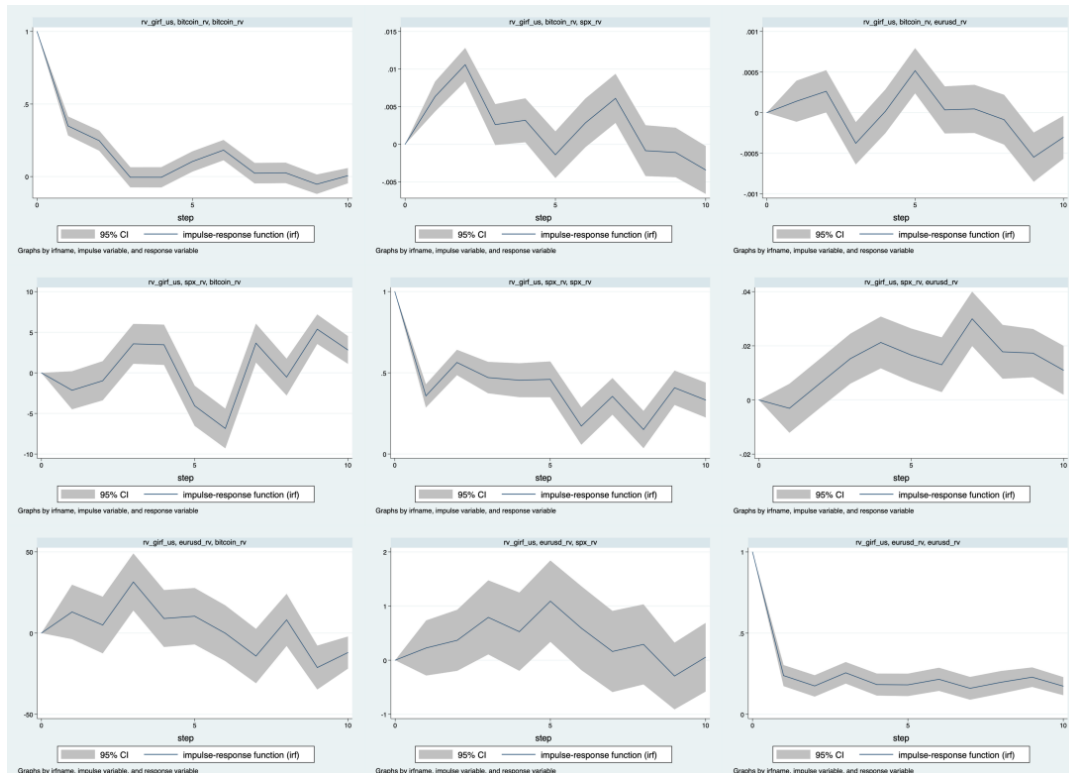 rv_girf_us, bitcoin_rv, bitcoin_rv
1
.5
0
0
5
10
step
95% CI
impulse-response function (irf)
Graphs by irfname, impulse variable, and response variable
rv_girf_us, bitcoin_rv, spx_rv
.015
.01
.005
0
-.005
0
5
10
step
95% CI
impulse-response function (irf)
Graphs by irfname, impulse variable, and response variable
rv_girf_us, bitcoin_rv, eurusd_rv
.001
.0005
0
-.0005
-.001
0
5
10
step
95% CI
impulse-response function (irf)
Graphs by irfname, impulse variable, and response variable
rv_girf_us, spx_rv, bitcoin_rv
10
5
0
-5
-10
0
5
10
step
95% CI
impulse-response function (irf)
Graphs by irfname, impulse variable, and response variable
rv_girf_us, spx_rv, spx_rv
1
.5
0
0
5
10
step
95% CI
impulse-response function (irf)
Graphs by irfname, impulse variable, and response variable
rv_girf_us, spx_rv, eurusd_rv
.04
.02
0
-.02
0
5
10
step
95% CI
impulse-response function (irf)
Graphs by irfname, impulse variable, and response variable
rv_girf_us, eurusd_rv, bitcoin_rv
50
0
-50
0
5
10
step
95% CI
impulse-response function (irf)
Graphs by irfname, impulse variable, and response variable
rv_girf_us, eurusd_rv, spx_rv
2
1
0
-1
0
5
10
step
95% CI
impulse-response function (irf)
Graphs by irfname, impulse variable, and response variable
rv_girf_us, eurusd_rv, eurusd_rv
1
.5
0
0
5
10
step
95% CI
impulse-response function (irf)
Graphs by irfname, impulse variable, and response variable